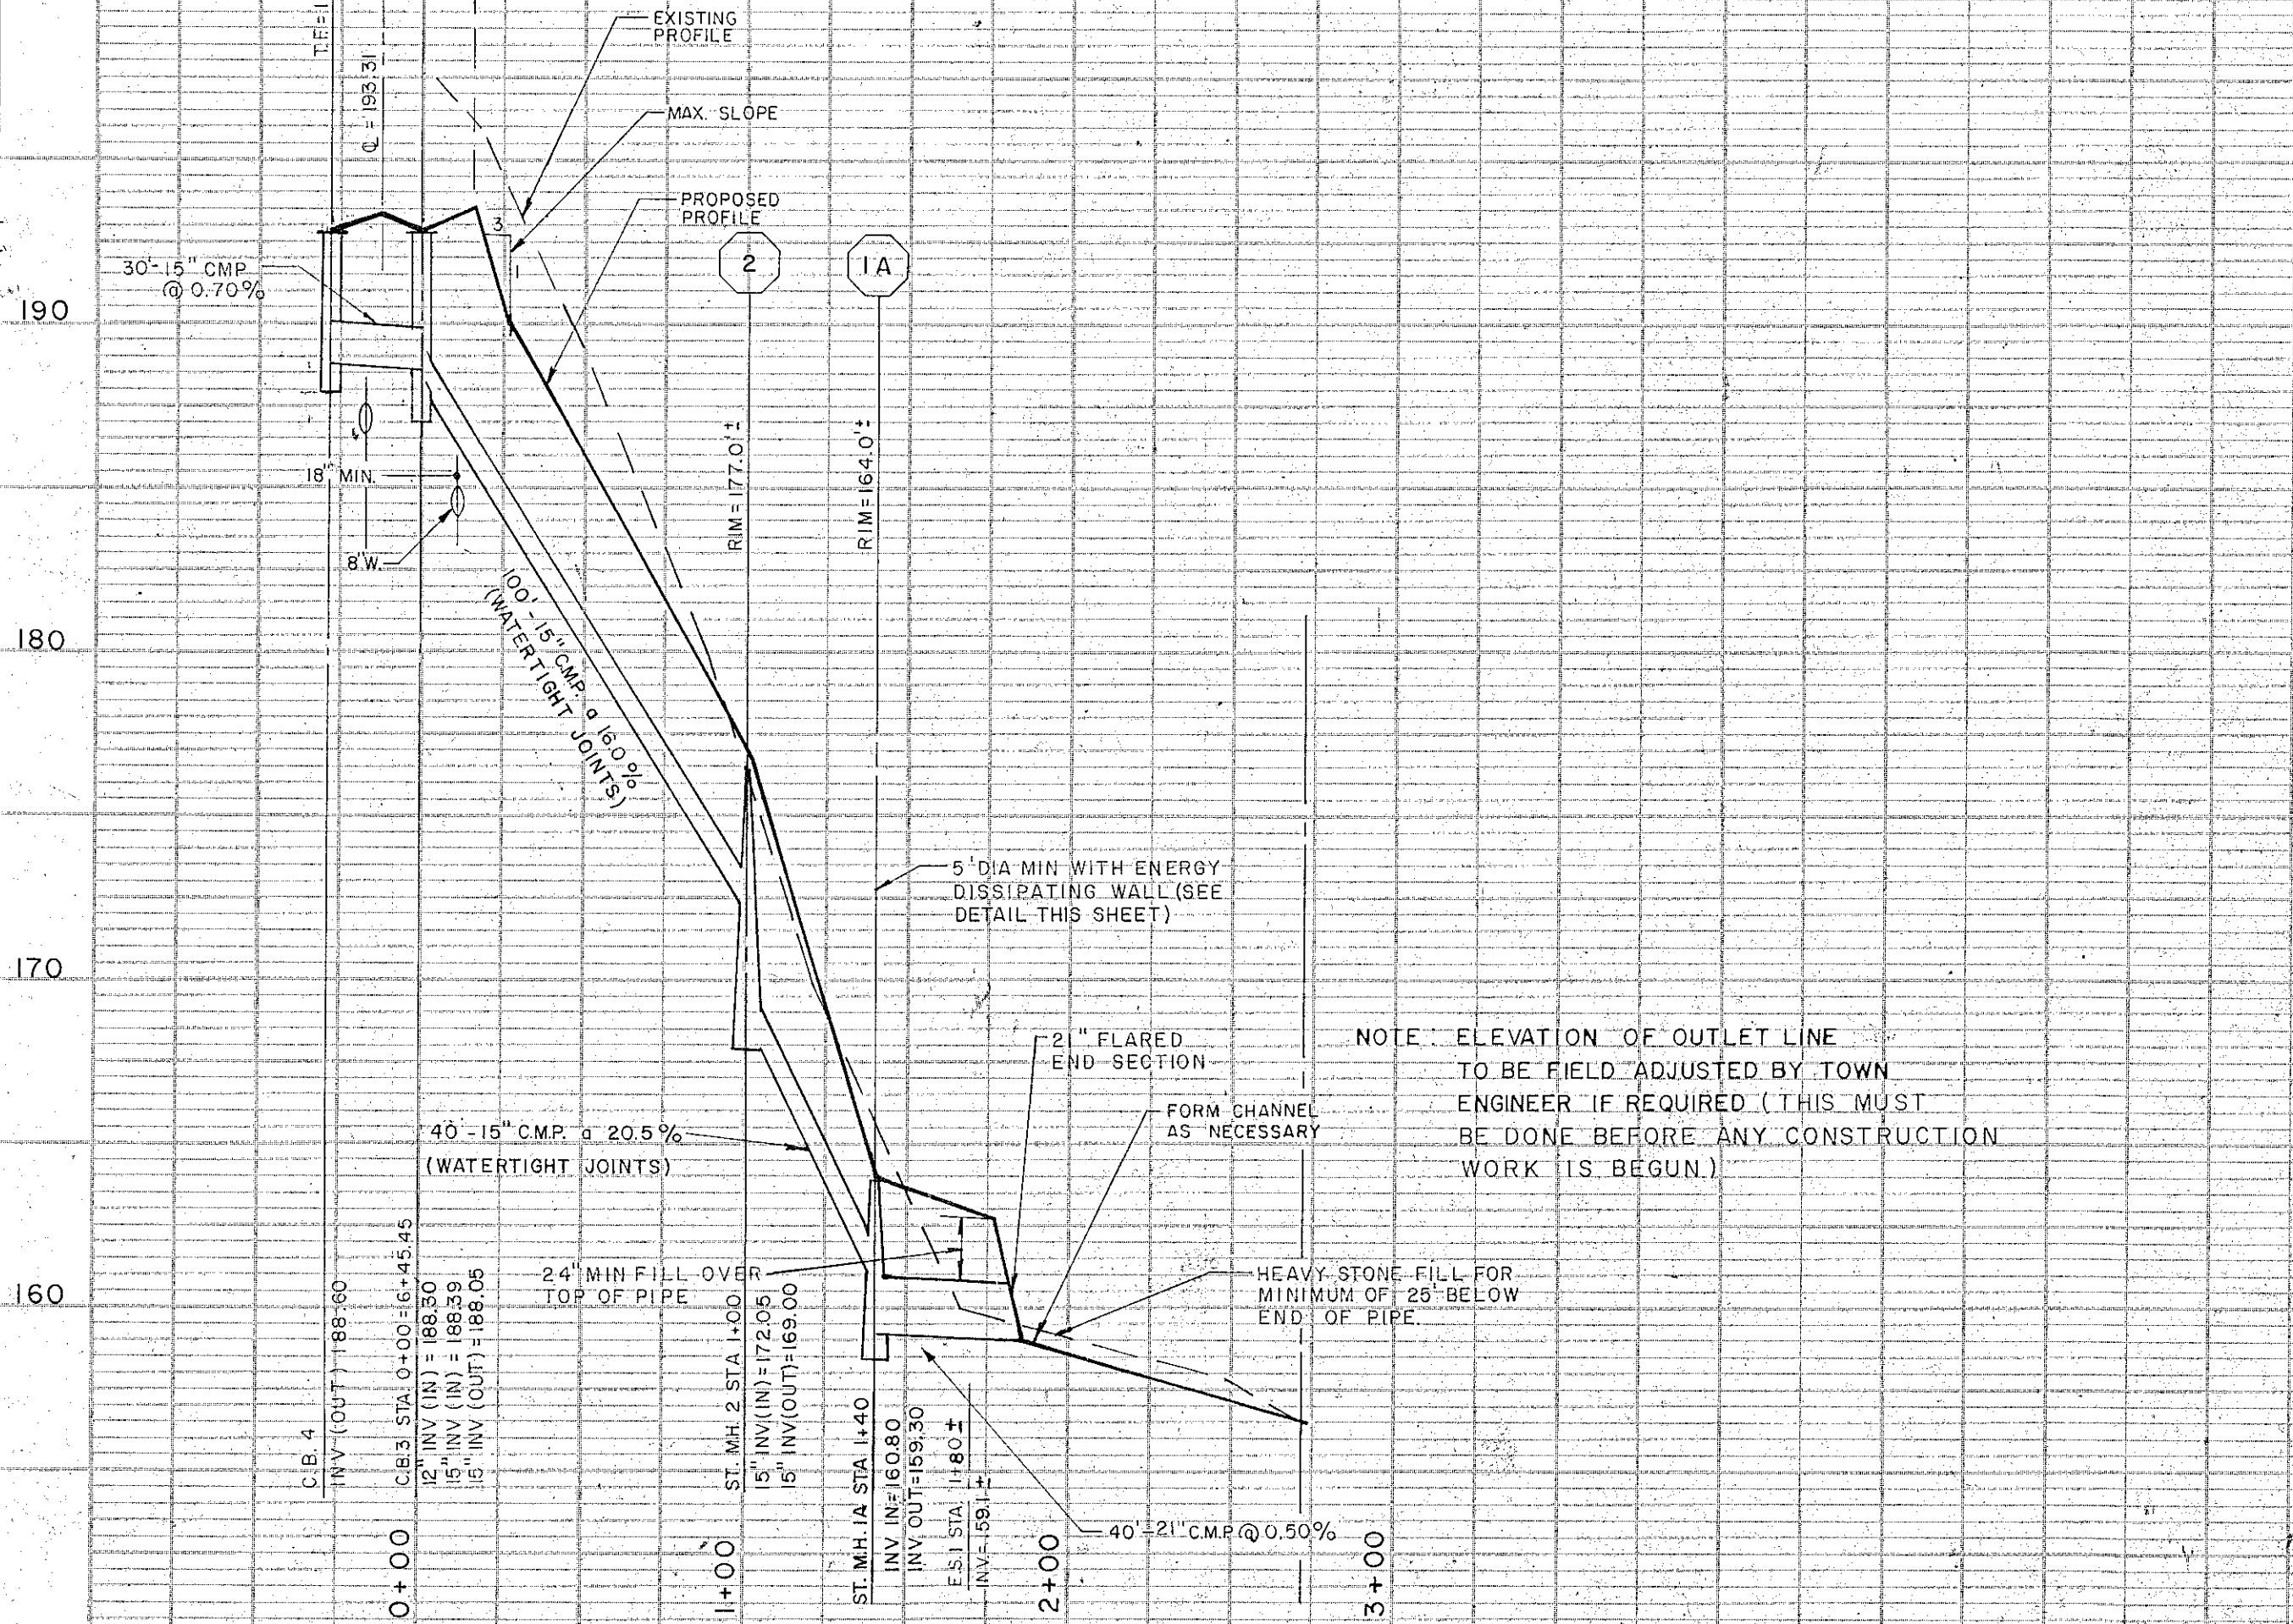 EXISTING
PROFILE
T.F.=1
℄ = 193.31
MAX. SLOPE
PROPOSED
PROFILE
3
1
2
1A
30'-15" CMP
@ 0.70%
190
RIM = 177.0'±
RIM = 164.0'±
18" MIN.
8" W.
100' - 15" C.M.P. @ 16.0 %
(WATERTIGHT JOINTS)
180
5' DIA MIN WITH ENERGY
DISSIPATING WALL (SEE
DETAIL THIS SHEET)
170
21" FLARED
END SECTION
NOTE: ELEVATION OF OUTLET LINE
TO BE FIELD ADJUSTED BY TOWN
ENGINEER IF REQUIRED (THIS MUST
BE DONE BEFORE ANY CONSTRUCTION
WORK IS BEGUN.)
FORM CHANNEL
AS NECESSARY
40'-15" C.M.P. @ 20.5%
(WATERTIGHT JOINTS)
24" MIN FILL OVER
TOP OF PIPE
HEAVY STONE FILL FOR
MINIMUM OF 25' BELOW
END OF PIPE.
160
C.B. 4
INV (OUT) 188.60
C.B.3 STA 0+00=6+45.45
12" INV (IN) = 188.30
15" INV (IN) = 188.39
15" INV (OUT) = 188.05
ST. M.H. 2 STA 1+00
15" INV.(IN)=172.05
15" INV(OUT)=169.00
ST. M.H. 1A STA 1+40
INV IN=160.80
INV OUT=159.30
E.S. 1 STA 1+80±
INV=159.1±
40'-21" C.M.P @ 0.50%
0+00
1+00
2+00
3+00